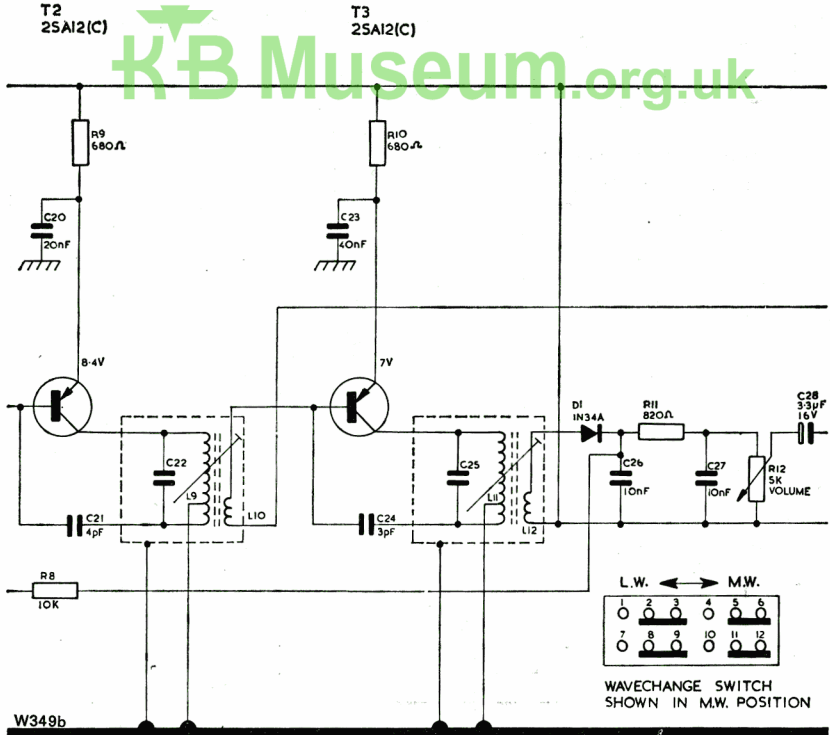 T2
2SA12(C)
T3
2SA12(C)
KB Museum.org.uk
R9
680Ω
R10
680Ω
C20
20nF
C23
40nF
8·4V
7V
D1
1N34A
R11
820Ω
C28
3·3µF
16V
C22
L9
L10
C25
L11
L12
C26
10nF
C27
10nF
R12
5K
VOLUME
C21
4pF
C24
3pF
R8
10K
L.W. M.W.
1 2 3 4 5 6
7 8 9 10 11 12
WAVECHANGE SWITCH
SHOWN IN M.W. POSITION
W349b